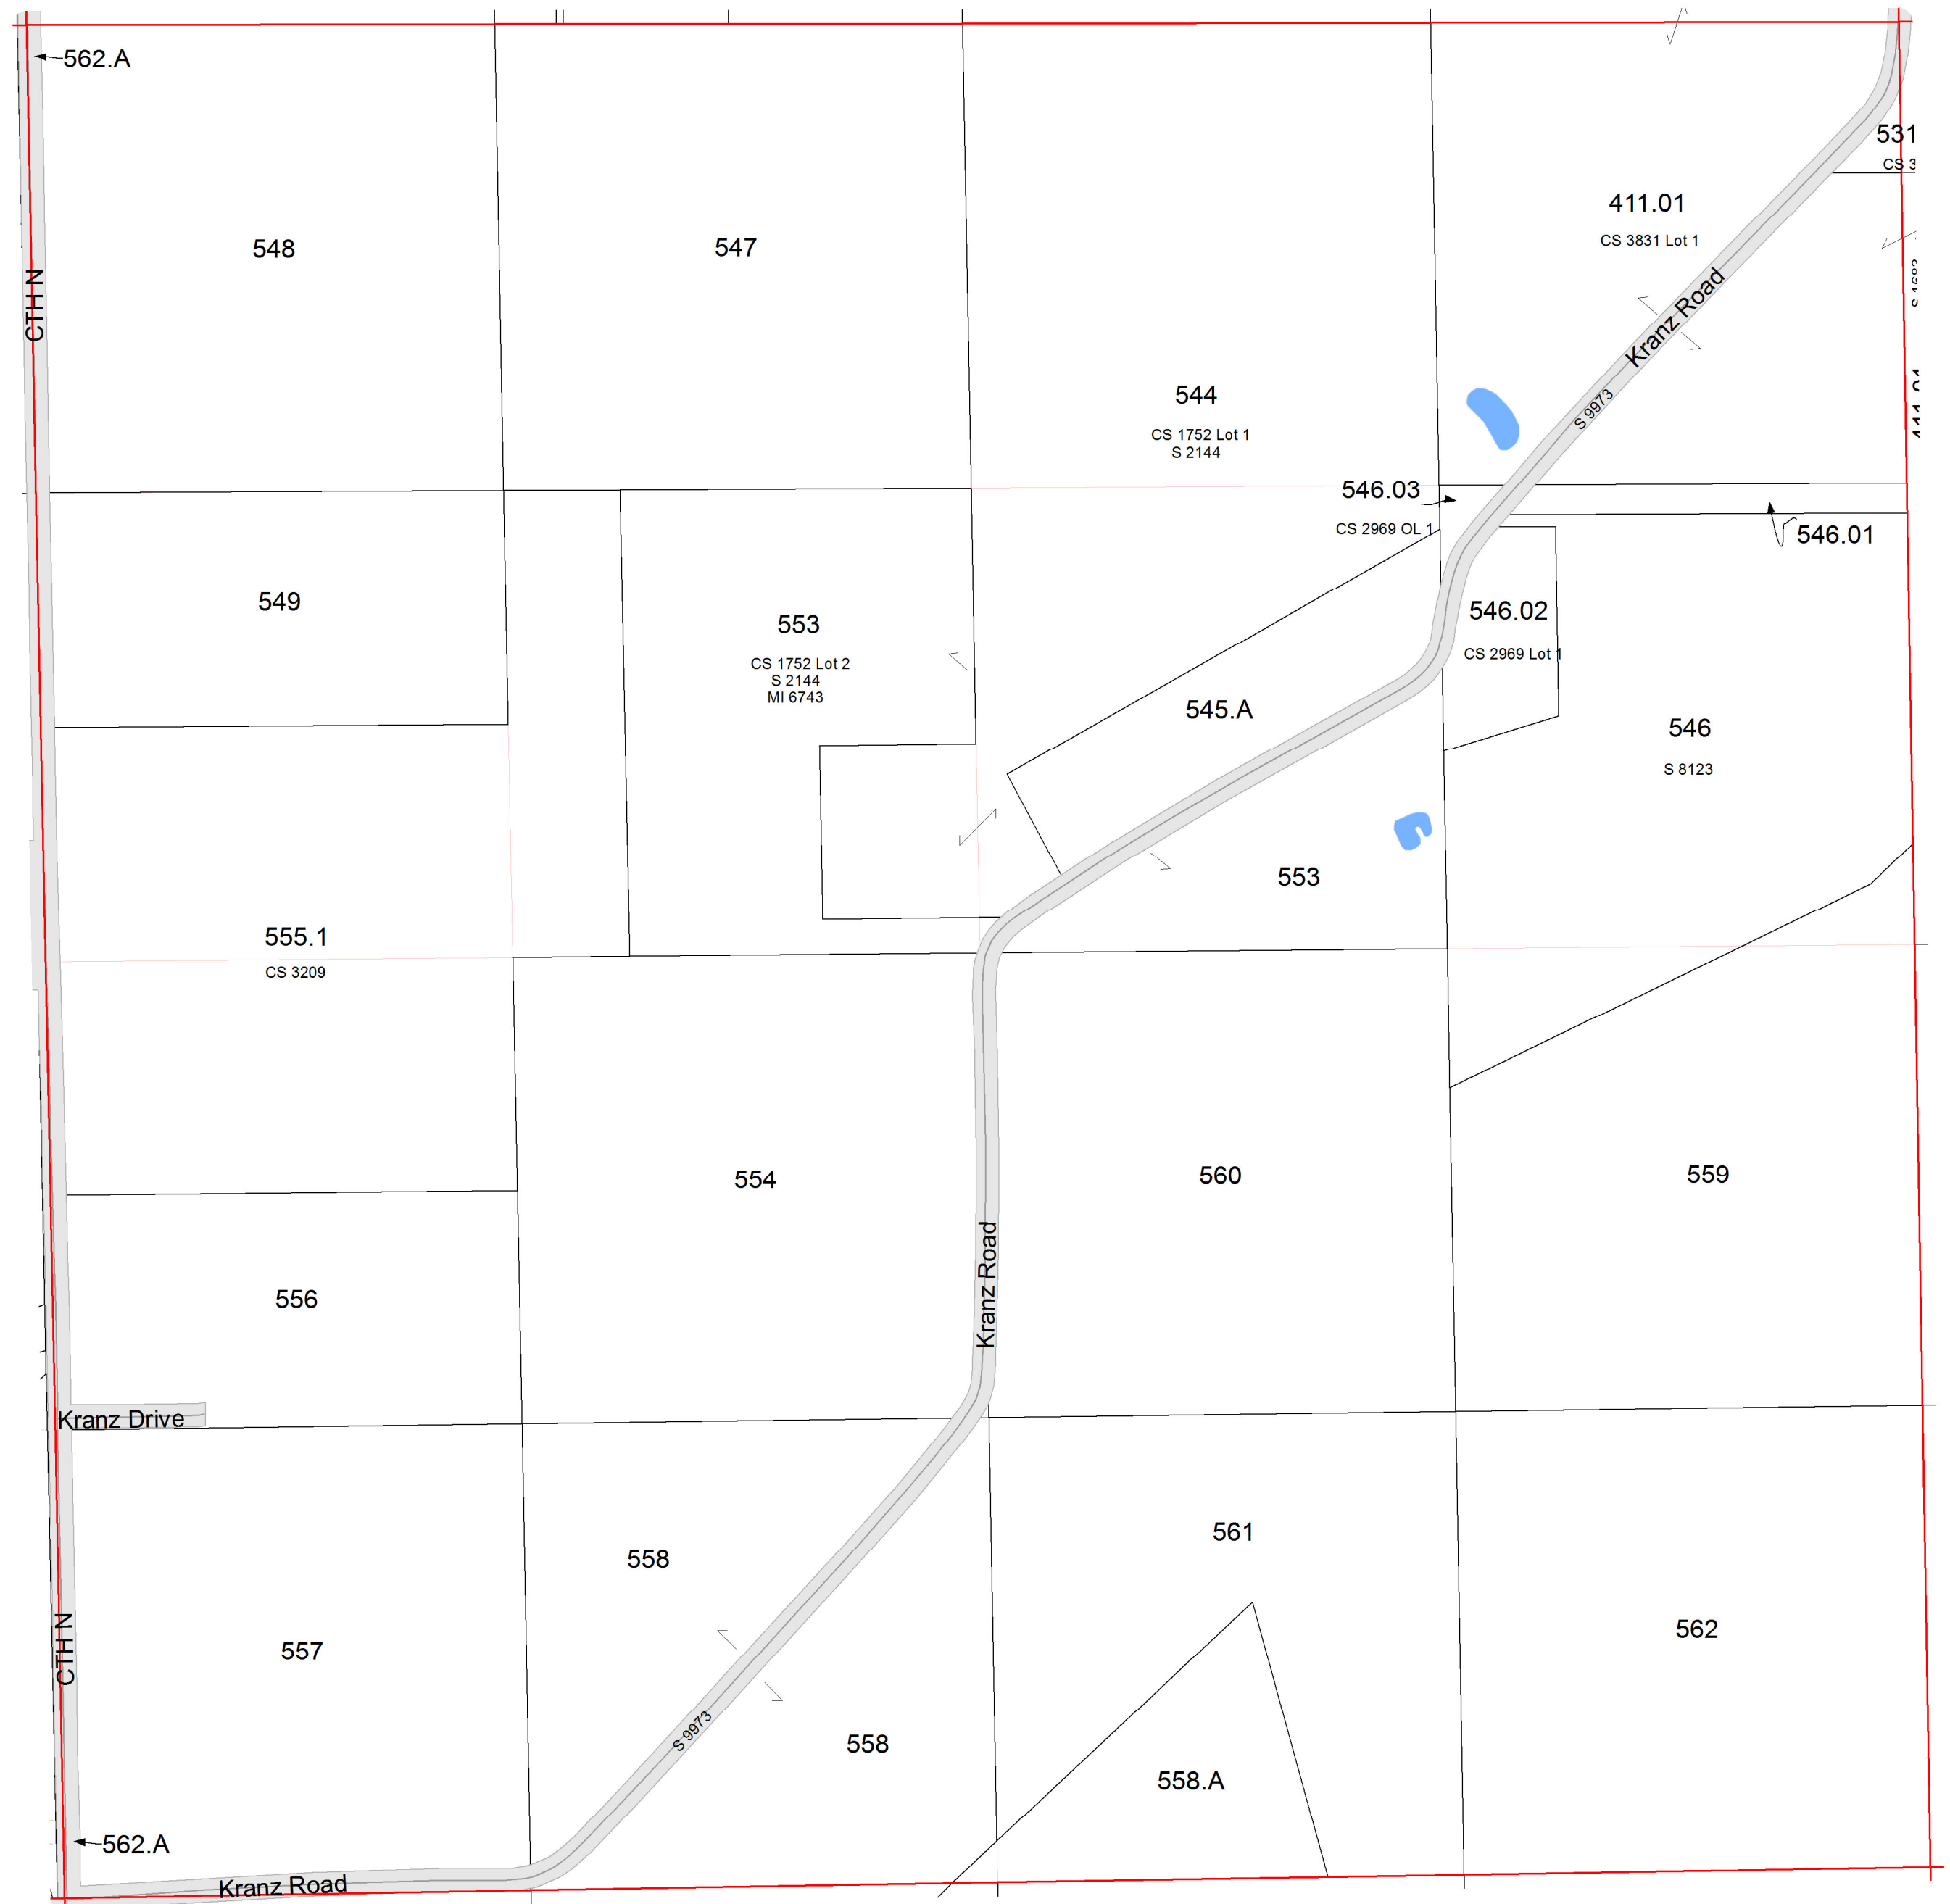 562.A
531
CS 3
411.01
CS 3831 Lot 1
548
547
CTH N
Kranz Road
S 9973
544
CS 1752 Lot 1
S 2144
546.03
CS 2969 OL 1
546.01
549
553
CS 1752 Lot 2
S 2144
MI 6743
546.02
CS 2969 Lot 1
545.A
546
S 8123
553
555.1
CS 3209
554
560
559
Kranz Road
556
Kranz Drive
561
558
562
557
CTH N
S 9973
558
558.A
562.A
Kranz Road